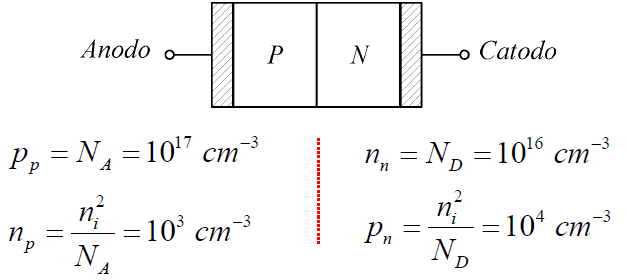 Anodo P N Catodo
p_p = N_A = 10^17 cm^-3
n_n = N_D = 10^16 cm^-3
n_p = n_i^2 / N_A = 10^3 cm^-3
p_n = n_i^2 / N_D = 10^4 cm^-3